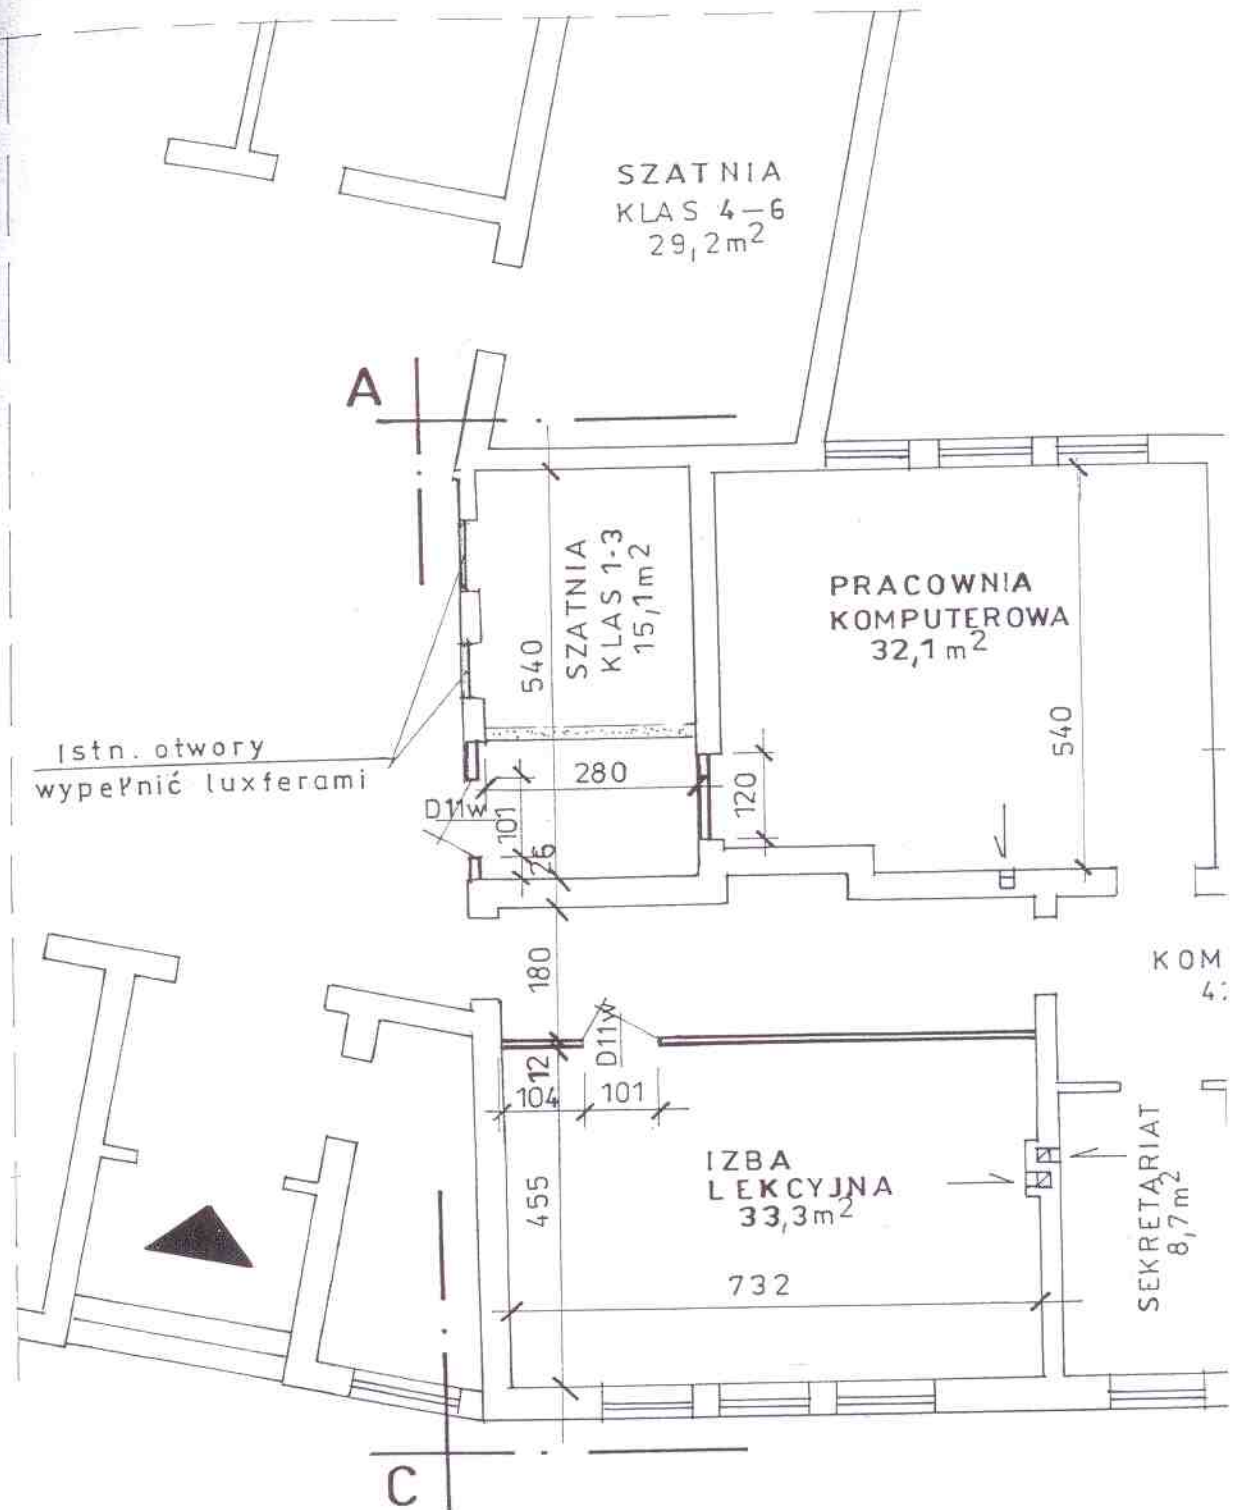 SZATNIA
KLAS 4-6
29,2m²
A
SZATNIA
KLAS 1-3
15,1m2
540
PRACOWNIA
KOMPUTEROWA
32,1m²
540
Istn. otwory
wypełnić luxferami
280
120
D11w
101
26
180
KOM
D11w
12
104
101
IZBA
LEKCYJNA
33,3m²
455
732
SEKRETARIAT
8,7m²
C